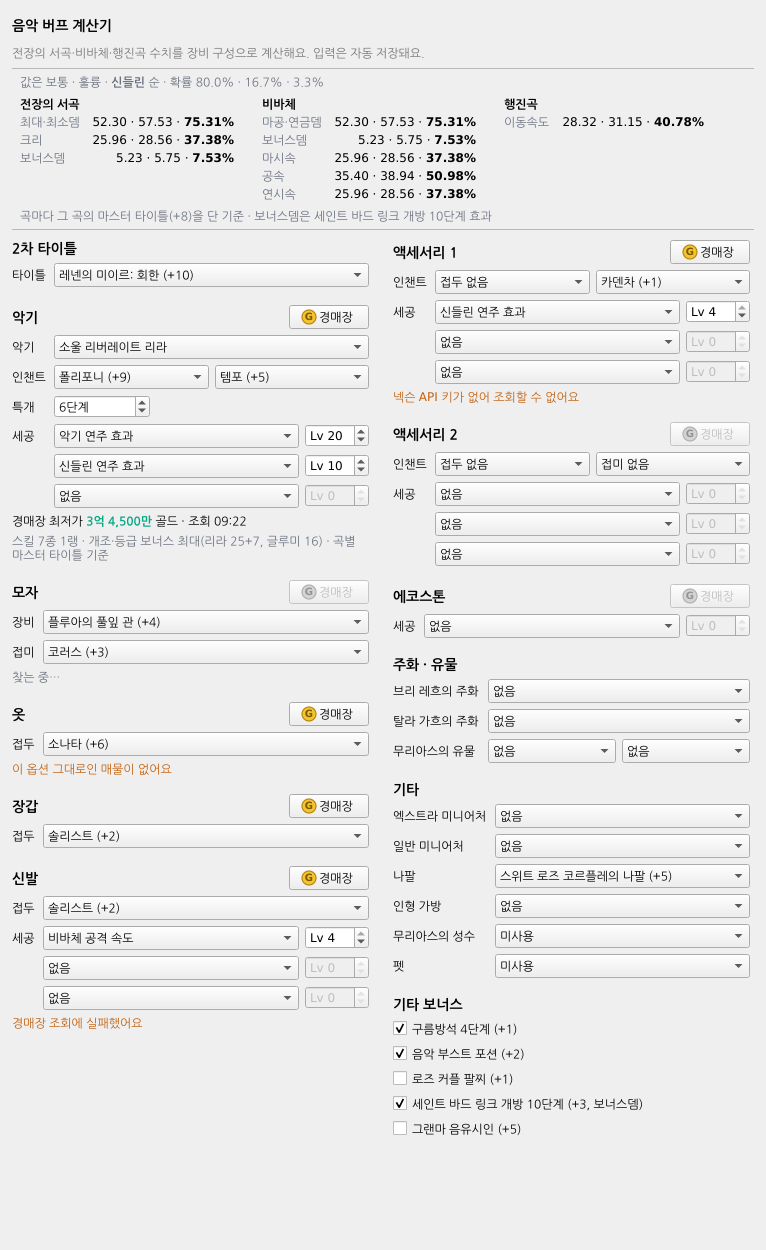 음악 버프 계산기
전장의 서곡·비바체·행진곡 수치를 장비 구성으로 계산해요. 입력은 자동 저장돼요.
값은 보통 · 훌륭 · 신들린 순 · 확률 80.0% · 16.7% · 3.3%
전장의 서곡
최대·최소뎀 52.30 · 57.53 · 75.31%
크리 25.96 · 28.56 · 37.38%
보너스뎀 5.23 · 5.75 · 7.53%
비바체
마공·연금뎀 52.30 · 57.53 · 75.31%
보너스뎀 5.23 · 5.75 · 7.53%
마시속 25.96 · 28.56 · 37.38%
공속 35.40 · 38.94 · 50.98%
연시속 25.96 · 28.56 · 37.38%
행진곡
이동속도 28.32 · 31.15 · 40.78%
곡마다 그 곡의 마스터 타이틀(+8)을 단 기준 · 보너스뎀은 세인트 바드 링크 개방 10단계 효과
2차 타이틀
타이틀 레넨의 미이르: 회한 (+10)
악기 G 경매장
악기 소울 리버레이트 리라
인챈트 폴리포니 (+9) 템포 (+5)
특개 6단계
세공 악기 연주 효과 Lv 20
신들린 연주 효과 Lv 10
없음 Lv 0
경매장 최저가 3억 4,500만 골드 · 조회 09:22
스킬 7종 1랭 · 개조·등급 보너스 최대(리라 25+7, 글루미 16) · 곡별
마스터 타이틀 기준
모자 G 경매장
장비 플루아의 풀잎 관 (+4)
접미 코러스 (+3)
찾는 중…
옷 G 경매장
접두 소나타 (+6)
이 옵션 그대로인 매물이 없어요
장갑 G 경매장
접두 솔리스트 (+2)
신발 G 경매장
접두 솔리스트 (+2)
세공 비바체 공격 속도 Lv 4
없음 Lv 0
없음 Lv 0
경매장 조회에 실패했어요
액세서리 1 G 경매장
인챈트 접두 없음 카덴차 (+1)
세공 신들린 연주 효과 Lv 4
없음 Lv 0
없음 Lv 0
넥슨 API 키가 없어 조회할 수 없어요
액세서리 2 G 경매장
인챈트 접두 없음 접미 없음
세공 없음 Lv 0
없음 Lv 0
없음 Lv 0
에코스톤 G 경매장
세공 없음 Lv 0
주화 · 유물
브리 레흐의 주화 없음
탈라 가흐의 주화 없음
무리아스의 유물 없음 없음
기타
엑스트라 미니어처 없음
일반 미니어처 없음
나팔 스위트 로즈 코르플레의 나팔 (+5)
인형 가방 없음
무리아스의 성수 미사용
펫 미사용
기타 보너스
구름방석 4단계 (+1)
음악 부스트 포션 (+2)
로즈 커플 팔찌 (+1)
세인트 바드 링크 개방 10단계 (+3, 보너스뎀)
그랜마 음유시인 (+5)